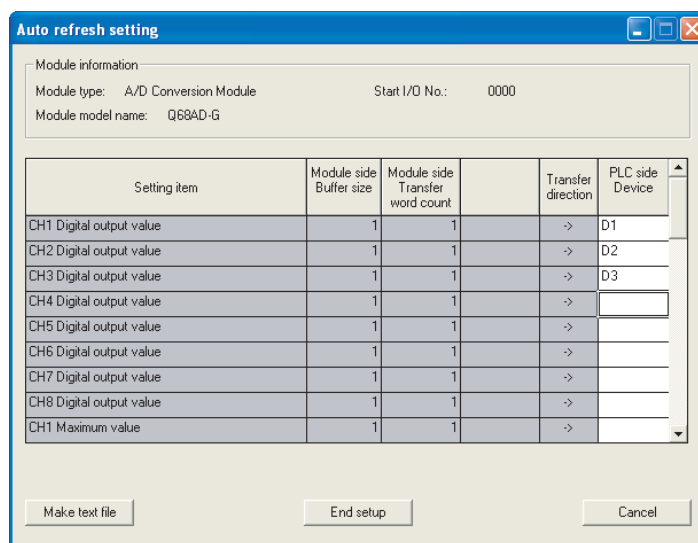 Auto refresh setting
Module information
Module type: A/D Conversion Module Start I/O No.: 0000
Module model name: Q68AD-G
Setting item Module side Buffer size Module side Transfer word count Transfer direction PLC side Device
CH1 Digital output value 1 1 -> D1
CH2 Digital output value 1 1 -> D2
CH3 Digital output value 1 1 -> D3
CH4 Digital output value 1 1 ->
CH5 Digital output value 1 1 ->
CH6 Digital output value 1 1 ->
CH7 Digital output value 1 1 ->
CH8 Digital output value 1 1 ->
CH1 Maximum value 1 1 ->
Make text file End setup Cancel